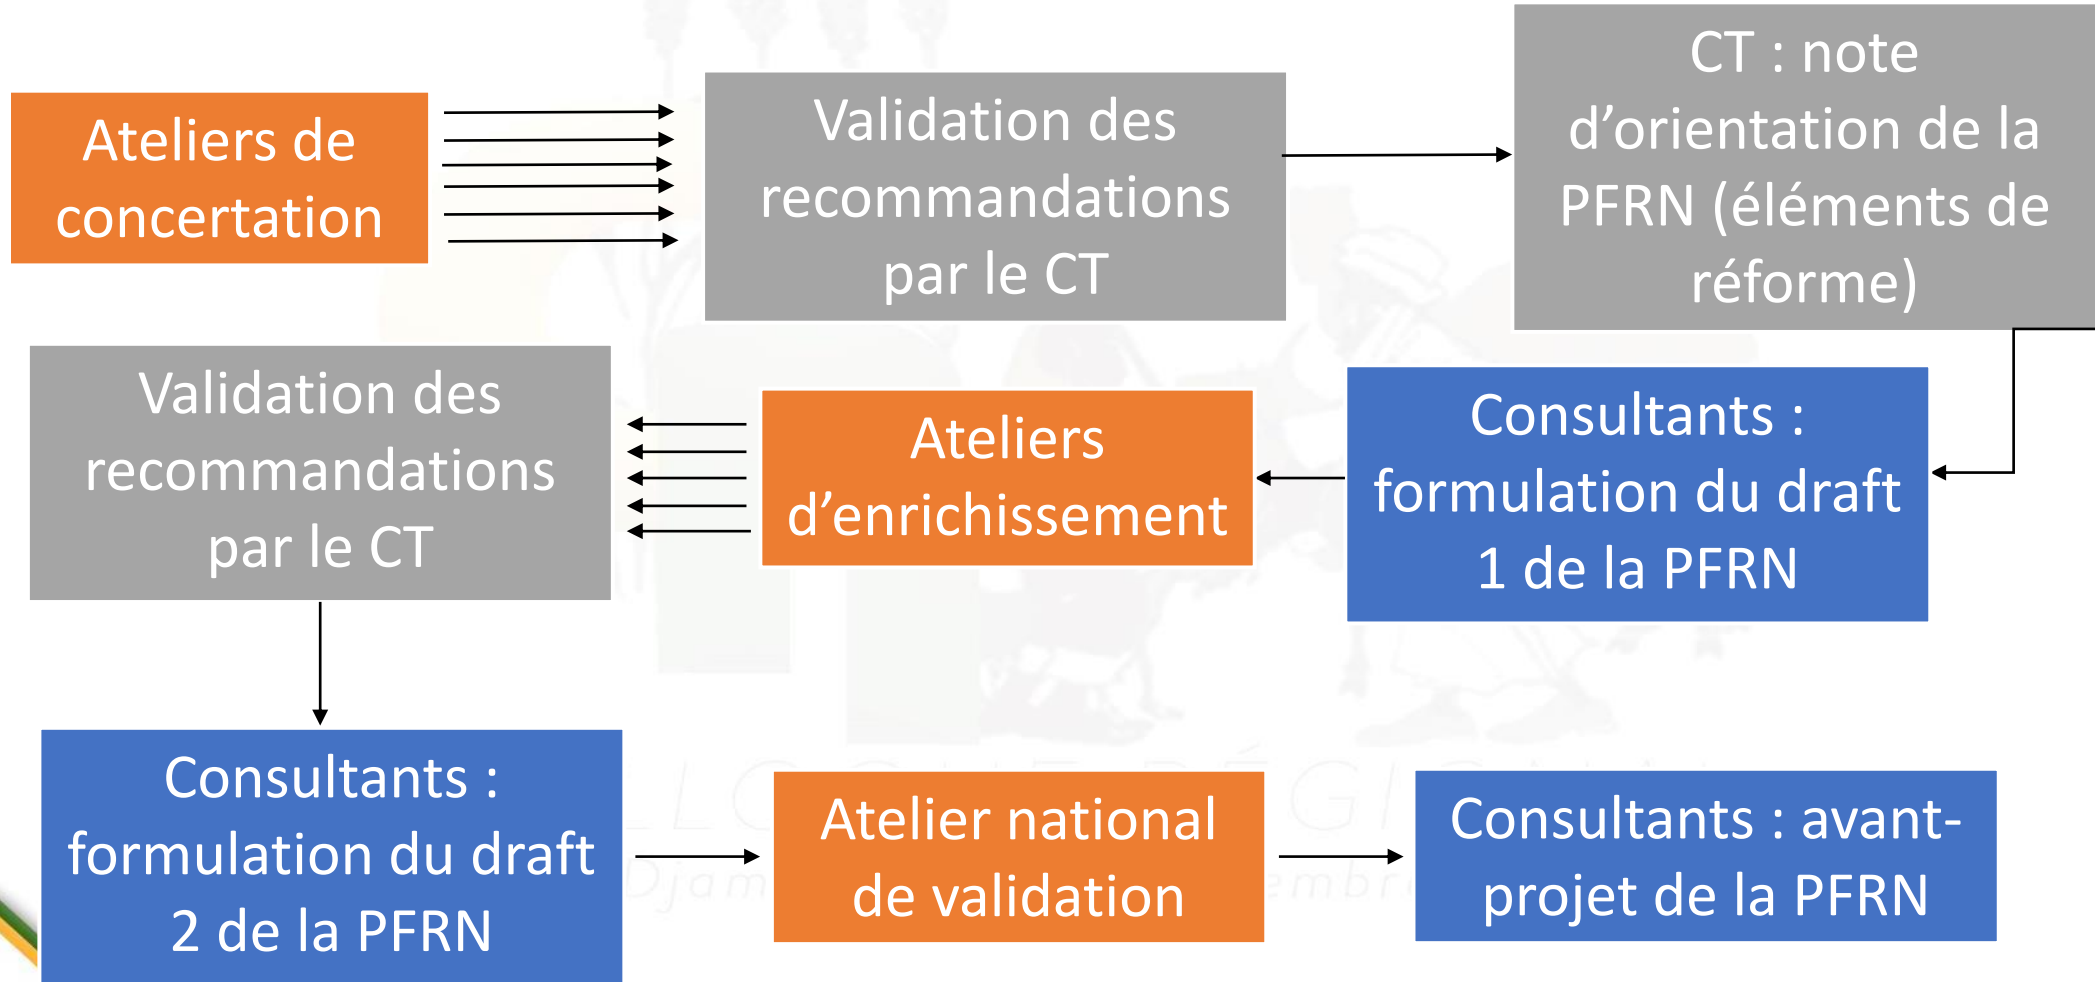 Ateliers de
concertation
Validation des
recommandations
par le CT
CT : note
d’orientation de la
PFRN (éléments de
réforme)
Validation des
recommandations
par le CT
Ateliers
d’enrichissement
Consultants :
formulation du draft
1 de la PFRN
Consultants :
formulation du draft
2 de la PFRN
Atelier national
de validation
Consultants : avant-
projet de la PFRN